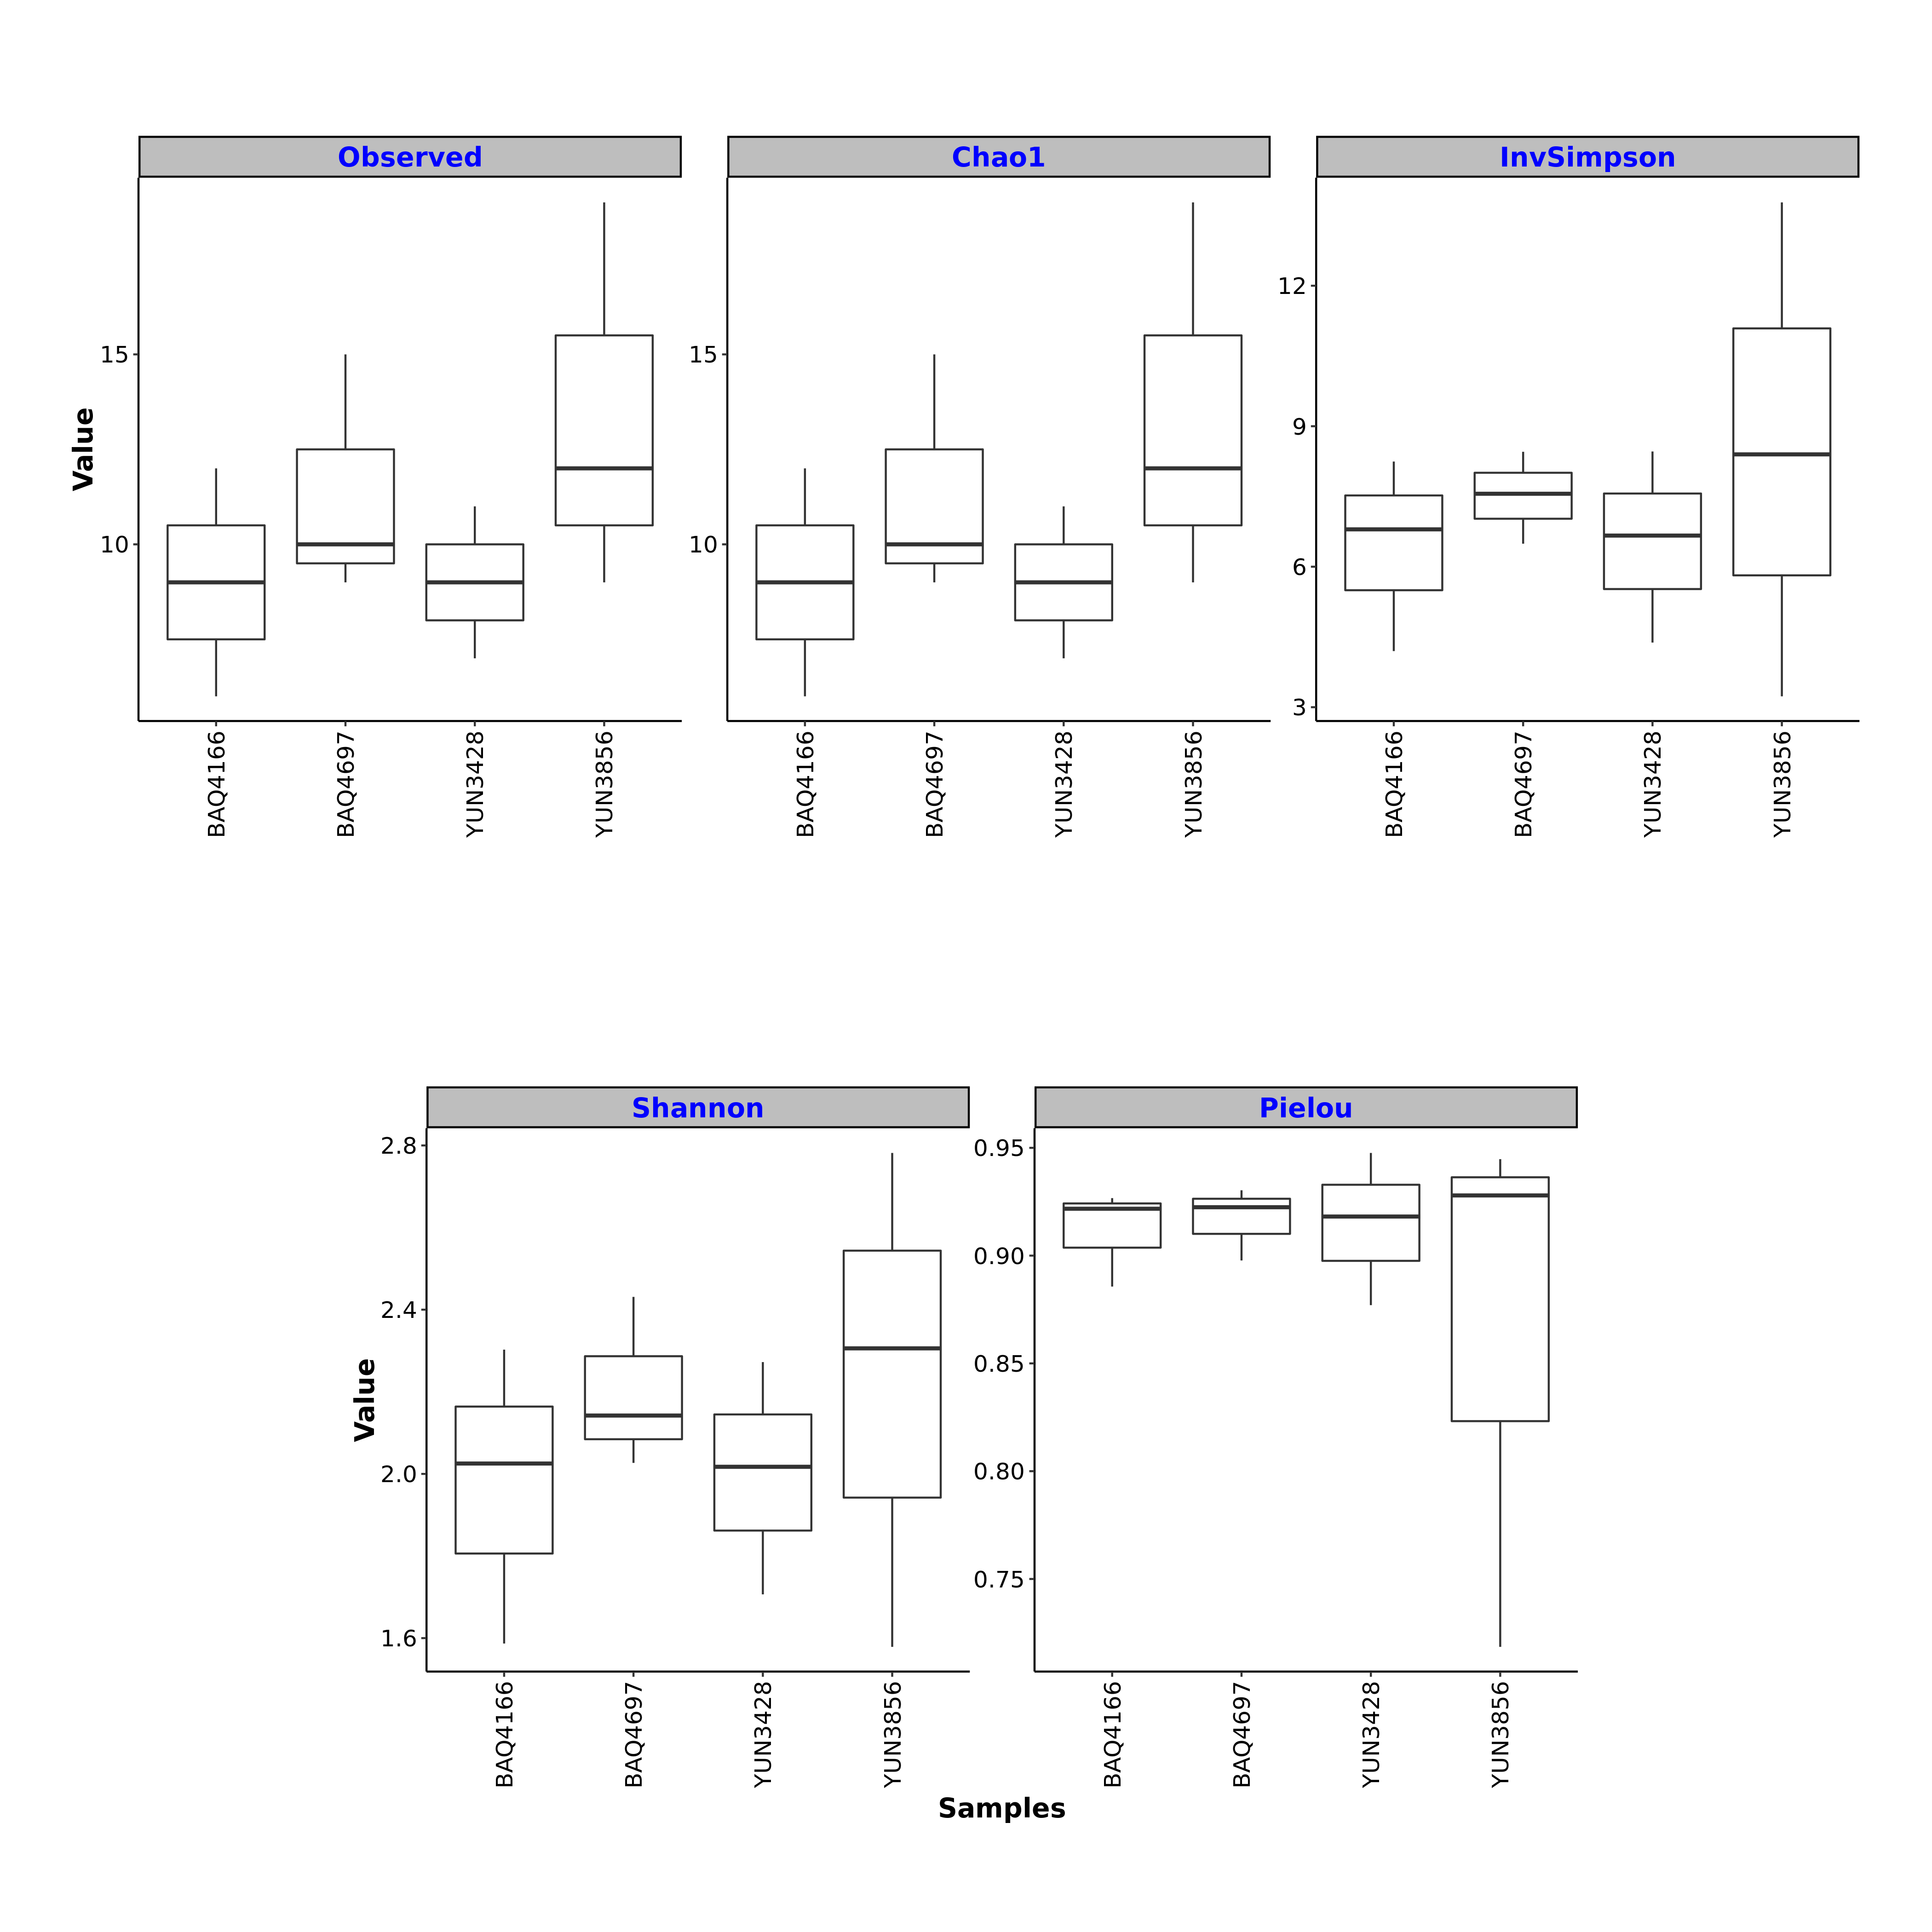 Observed Chao1 InvSimpson
Value
15
10
15
10
12
9
6
3
BAQ4166 BAQ4697 YUN3428 YUN3856
BAQ4166 BAQ4697 YUN3428 YUN3856
BAQ4166 BAQ4697 YUN3428 YUN3856
Shannon Pielou
Value
2.8
2.4
2.0
1.6
0.95
0.90
0.85
0.80
0.75
BAQ4166 BAQ4697 YUN3428 YUN3856
BAQ4166 BAQ4697 YUN3428 YUN3856
Samples